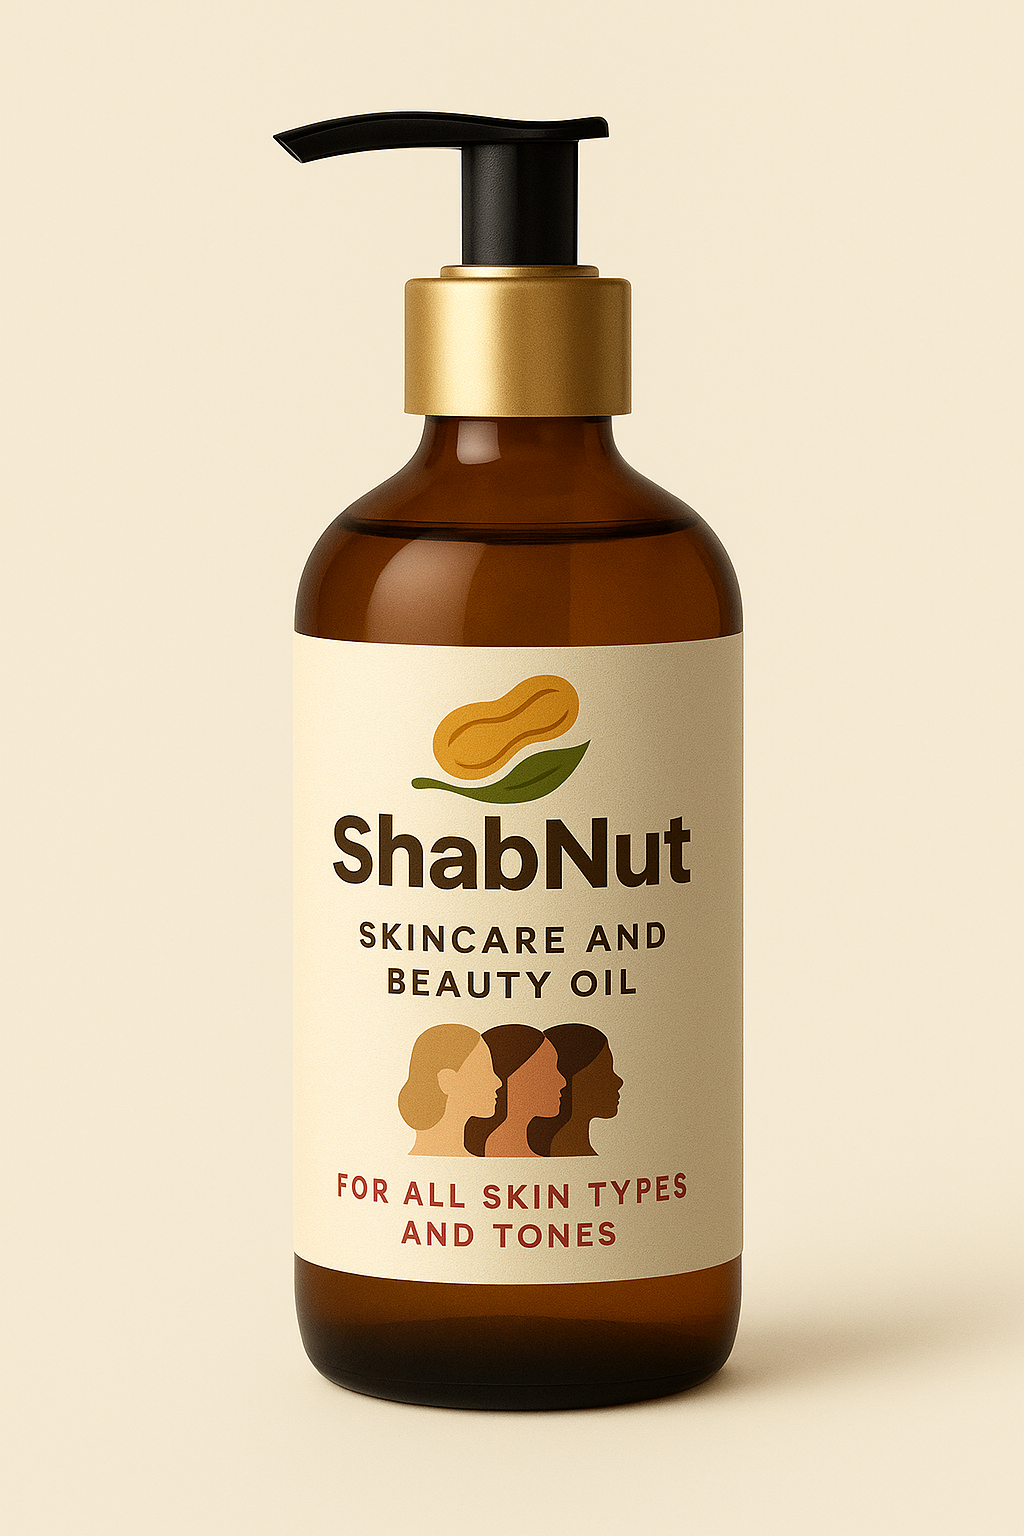 ShabNut
SKINCARE AND
BEAUTY OIL
FOR ALL SKIN TYPES
AND TONES